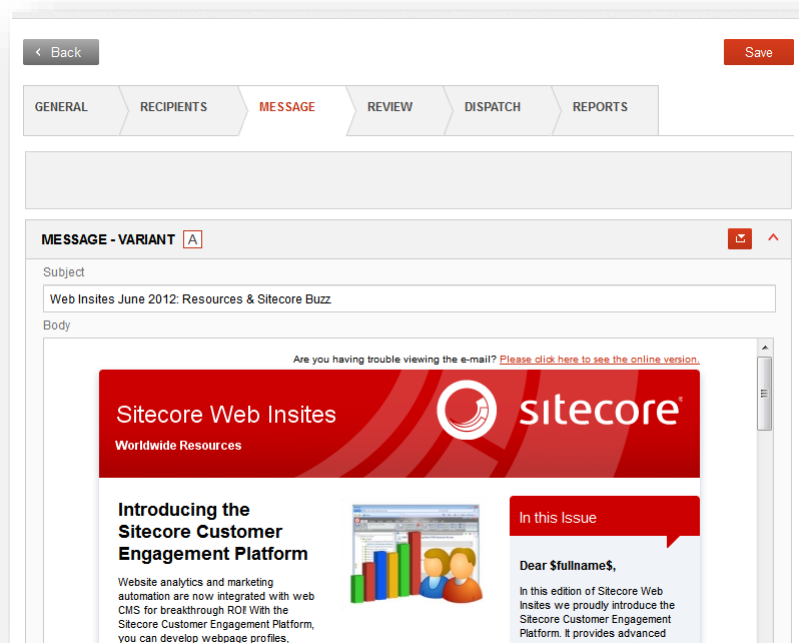 Back
Save
GENERAL
RECIPIENTS
MESSAGE
REVIEW
DISPATCH
REPORTS
MESSAGE - VARIANT A
Subject
Web Insites June 2012: Resources & Sitecore Buzz
Body
Are you having trouble viewing the e-mail? Please click here to see the online version.
Sitecore Web Insites
Worldwide Resources
sitecore
Introducing the
Sitecore Customer
Engagement Platform
Website analytics and marketing
automation are now integrated with web
CMS for breakthrough ROI! With the
Sitecore Customer Engagement Platform,
you can develop webpage profiles,
In this Issue
Dear $fullname$,
In this edition of Sitecore Web
Insites we proudly introduce the
Sitecore Customer Engagement
Platform. It provides advanced